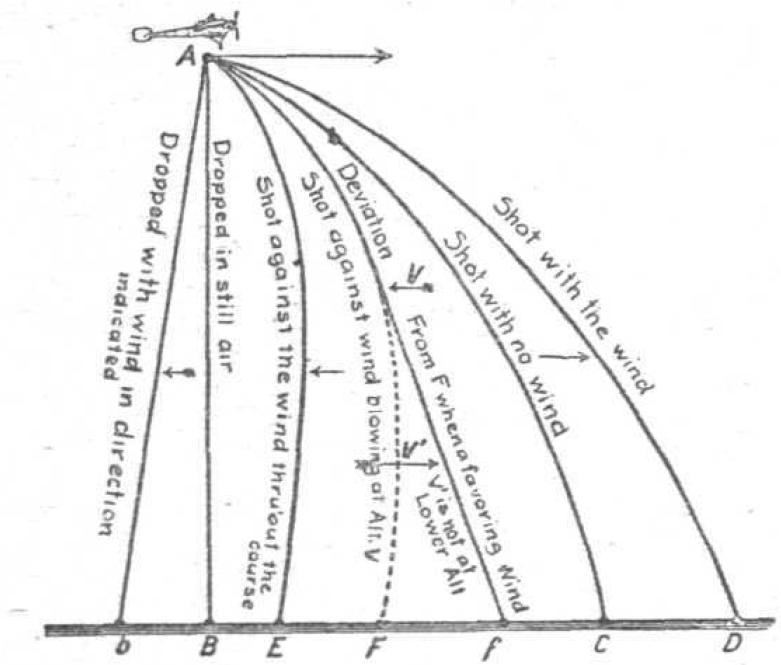 A
Dropped with wind in direction
indicated
Dropped in still air
Shot against the wind thru'out the
course
Shot against wind blowing at Alt. V
Deviation
V
From F when a favoring Wind
V' is not at
Lower Alt
V'
Shot with no wind
Shot with the wind
O B E F f C D